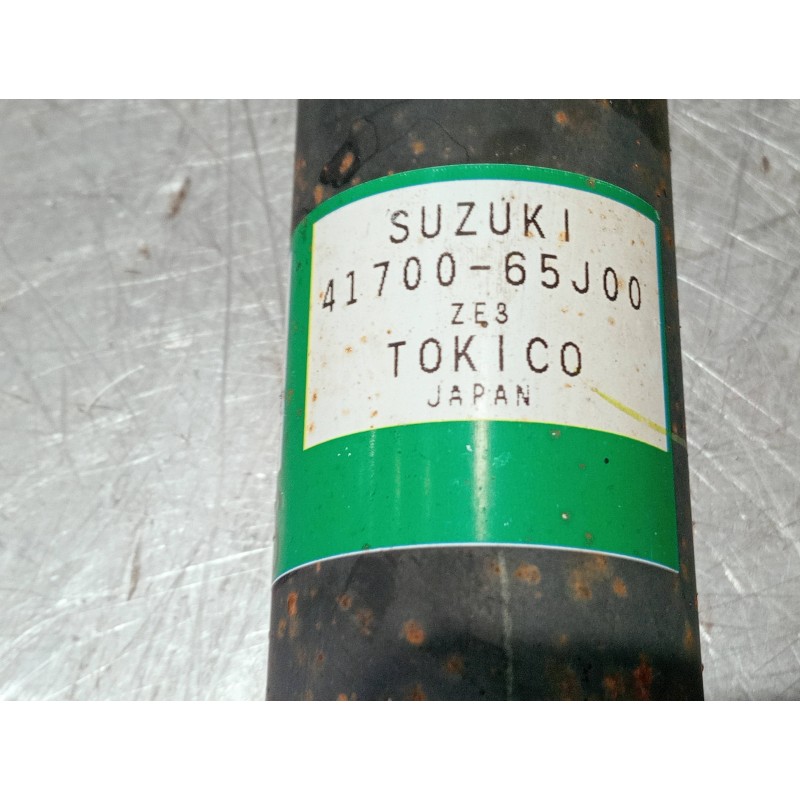 SUZUKI
41700-65J00
ZE3
TOKICO
JAPAN